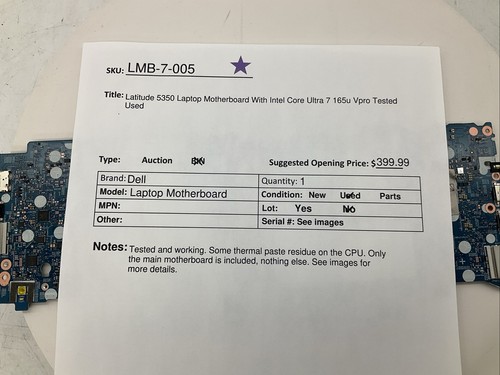 SKU: LMB-7-005
Title: Latitude 5350 Laptop Motherboard With Intel Core Ultra 7 165u Vpro Tested
Used
Type: Auction BIN Suggested Opening Price: $399.99
Brand: Dell Quantity: 1
Model: Laptop Motherboard Condition: New Used Parts
MPN: Lot: Yes No
Other: Serial #: See images
Notes: Tested and working. Some thermal paste residue on the CPU. Only
the main motherboard is included, nothing else. See images for
more details.